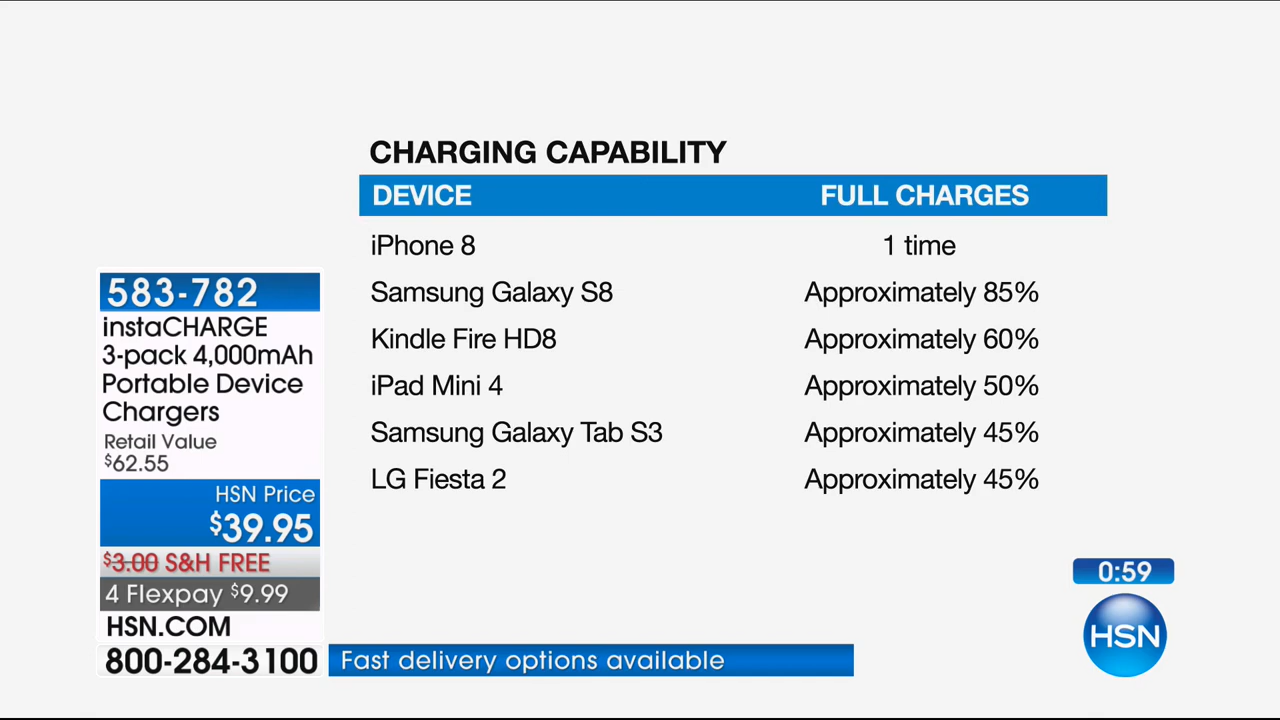 CHARGING CAPABILITY
DEVICE FULL CHARGES
iPhone 8 1 time
Samsung Galaxy S8 Approximately 85%
Kindle Fire HD8 Approximately 60%
iPad Mini 4 Approximately 50%
Samsung Galaxy Tab S3 Approximately 45%
LG Fiesta 2 Approximately 45%
583-782
instaCHARGE
3-pack 4,000mAh
Portable Device
Chargers
Retail Value
$62.55
HSN Price
$39.95
$3.00 S&H FREE
4 Flexpay $9.99
HSN.COM
800-284-3100
Fast delivery options available
0:59
HSN